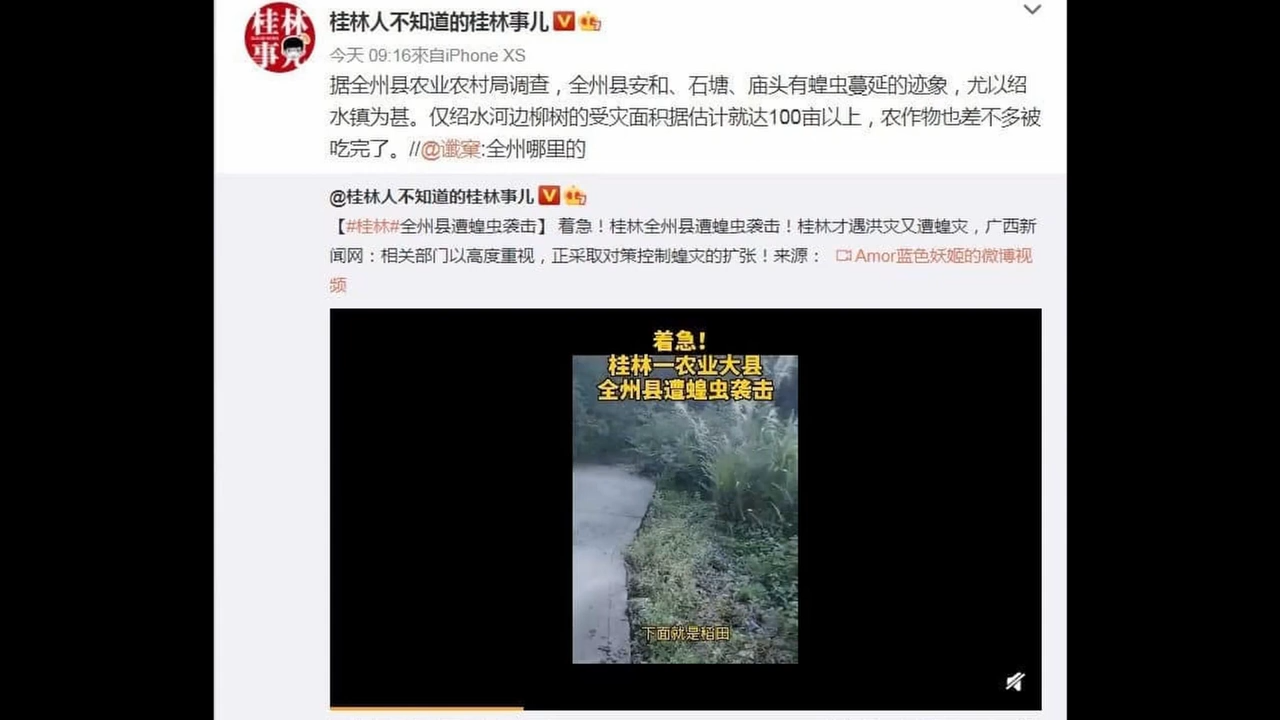 桂林
事儿
桂林人不知道的桂林事儿
今天 09:16來自iPhone XS
据全州县农业农村局调查，全州县安和、石塘、庙头有蝗虫蔓延的迹象，尤以绍
水镇为甚。仅绍水河边柳树的受灾面积据估计就达100亩以上，农作物也差不多被
吃完了。//@谶窠:全州哪里的
@桂林人不知道的桂林事儿
【#桂林#全州县遭蝗虫袭击】 着急！桂林全州县遭蝗虫袭击！桂林才遇洪灾又遭蝗灾，广西新
闻网：相关部门以高度重视，正采取对策控制蝗灾的扩张！来源： Amor蓝色妖姬的微博视
频
着急！
桂林一农业大县
全州县遭蝗虫袭击
下面就是稻田